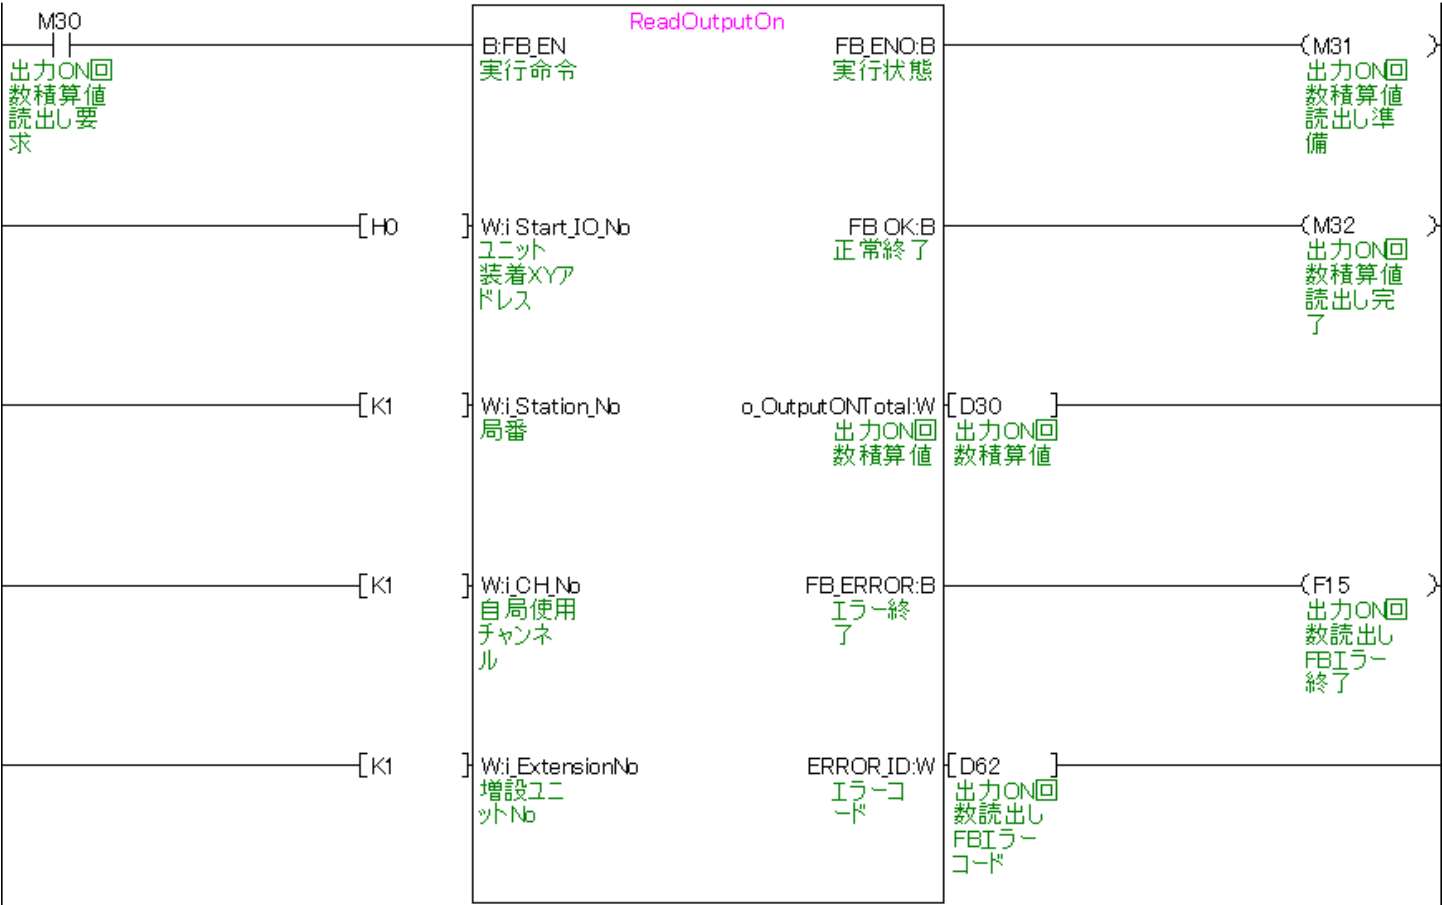 ReadOutputOn
M30
出力ON回
数積算値
読出し要
求
B:FB_EN
実行命令
FB_ENO:B
実行状態
M31
出力ON回
数積算値
読出し準
備
[H0 ]
W:i_Start_IO_No
ユニット
装着XYア
ドレス
FB_OK:B
正常終了
M32
出力ON回
数積算値
読出し完
了
[K1 ]
W:i_Station_No
局番
o_OutputONTotal:W
出力ON回
数積算値
[D30 ]
出力ON回
数積算値
[K1 ]
W:i_CH_No
自局使用
チャンネ
ル
FB_ERROR:B
エラー終
了
F15
出力ON回
数読出し
FBエラー
終了
[K1 ]
W:i_ExtensionNo
増設ユニ
ットNo
ERROR_ID:W
エラーコ
ード
[D62 ]
出力ON回
数読出し
FBエラー
コード